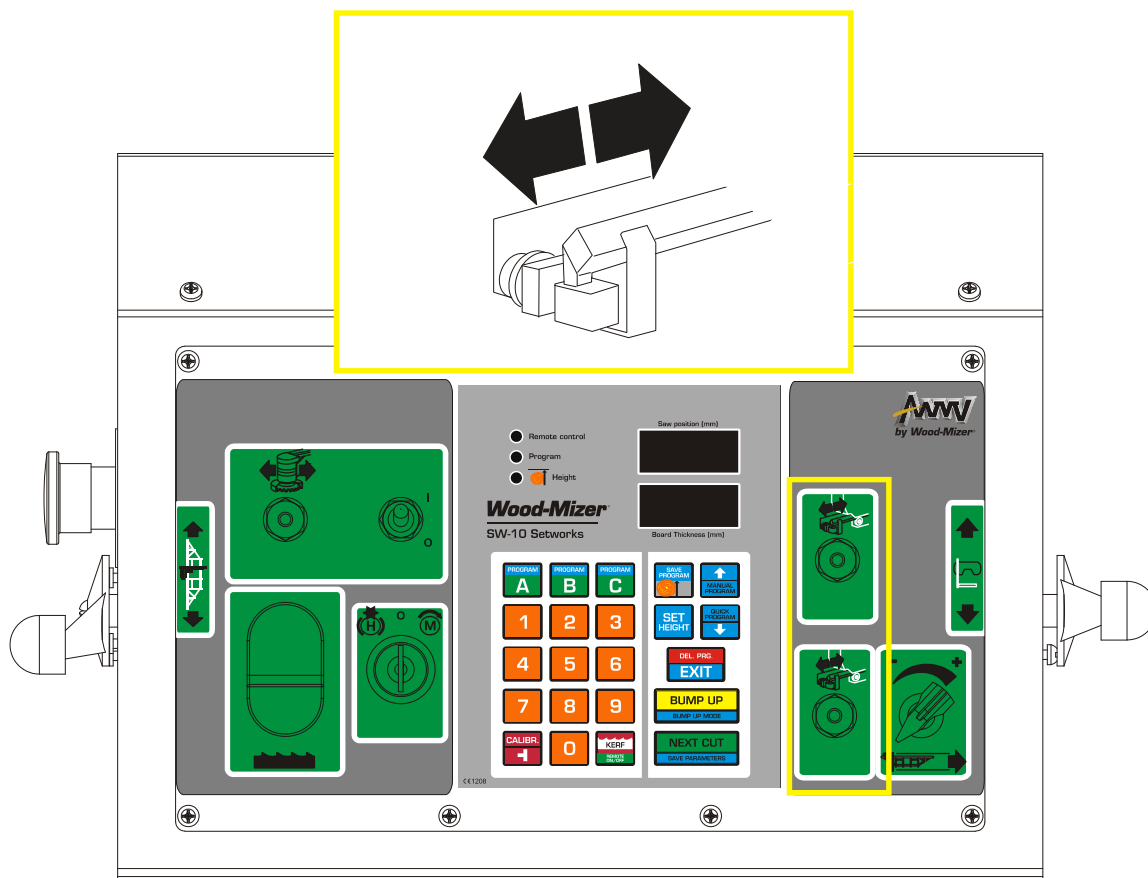 Remote control
Program
Height
Saw position (mm)
Board Thickness (mm)
Wood-Mizer®
SW-10 Setworks
AWMV
by Wood-Mizer®
I
O
H
O
M
PROGRAM
A
PROGRAM
B
PROGRAM
C
SAVE
PROGRAM
MANUAL
PROGRAM
1
2
3
SET
HEIGHT
QUICK
PROGRAM
4
5
6
DEL. PRG.
EXIT
7
8
9
BUMP UP
BUMP UP MODE
CALIBR.
0
KERF
REMOTE
ON/OFF
NEXT CUT
SAVE PARAMETERS
- +
C€1208